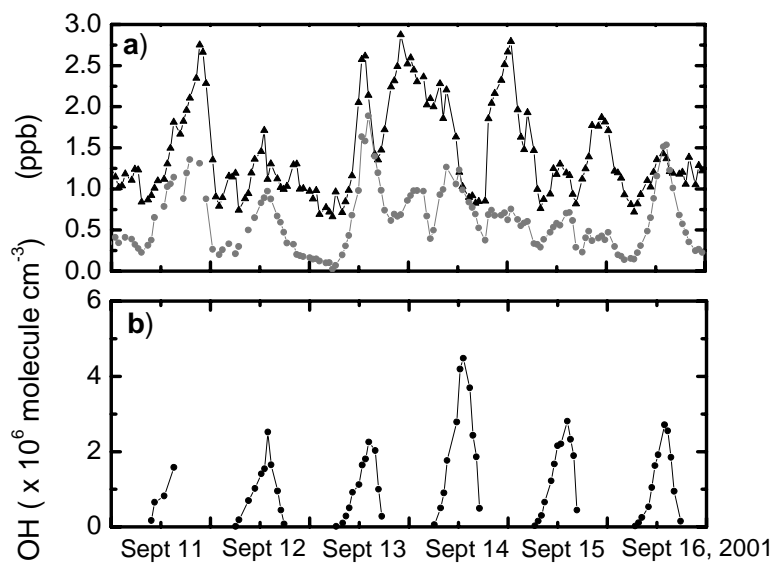 a)
3.0
2.5
2.0
1.5
1.0
0.5
0.0
(ppb)
b)
6
4
2
0
OH ( x 10⁶ molecule cm⁻³)
Sept 11 Sept 12 Sept 13 Sept 14 Sept 15 Sept 16, 2001